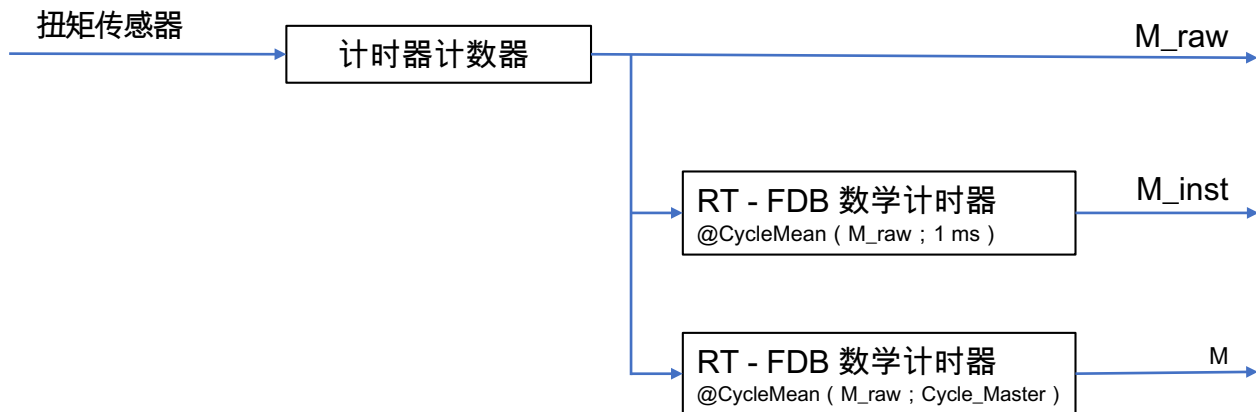 扭矩传感器
计时器计数器
M_raw
RT - FDB 数学计时器
@CycleMean ( M_raw ; 1 ms )
M_inst
RT - FDB 数学计时器
@CycleMean ( M_raw ; Cycle_Master )
M